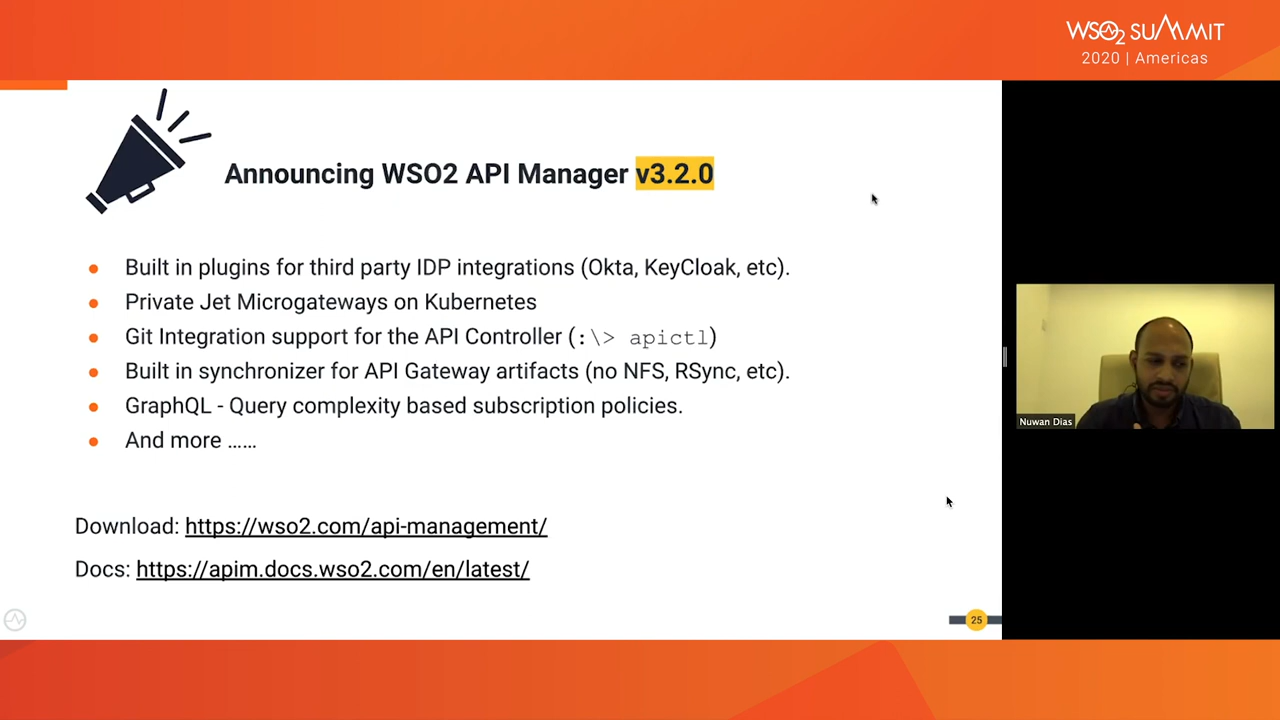 WSO2 SUMMIT
2020 | Americas
Announcing WSO2 API Manager v3.2.0
Built in plugins for third party IDP integrations (Okta, KeyCloak, etc).
Private Jet Microgateways on Kubernetes
Git Integration support for the API Controller (:\> apictl)
Built in synchronizer for API Gateway artifacts (no NFS, RSync, etc).
GraphQL - Query complexity based subscription policies.
And more ......
Download: https://wso2.com/api-management/
Docs: https://apim.docs.wso2.com/en/latest/
25
Nuwan Dias